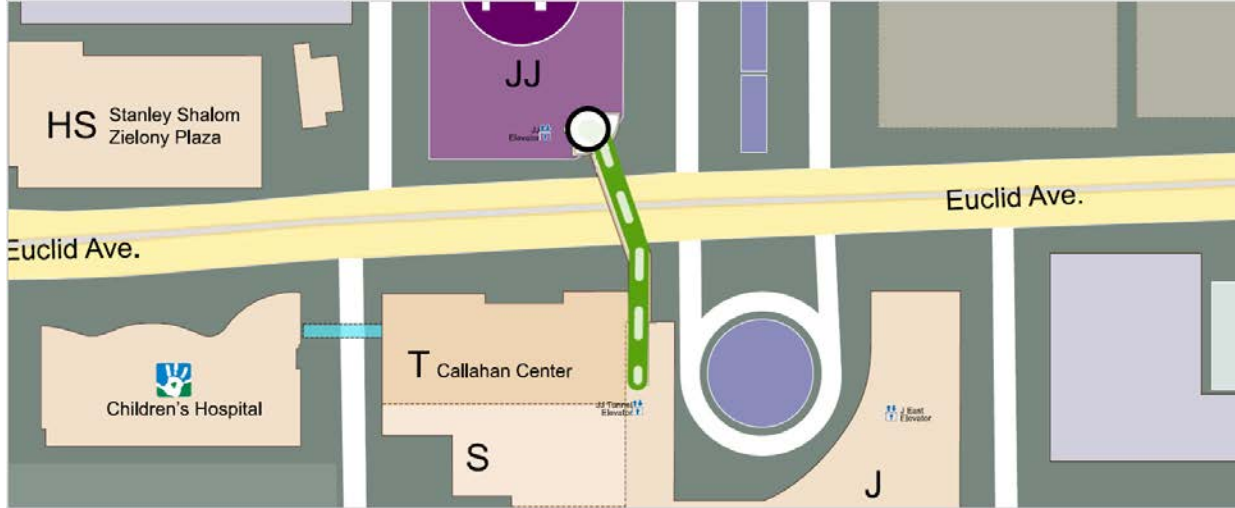 JJ
HS
Stanley Shalom
Zielony Plaza
JJ
Elevator
Euclid Ave.
Euclid Ave.
T
Callahan Center
Children's Hospital
JJ Tunnel
Elevator
J East
Elevator
S
J